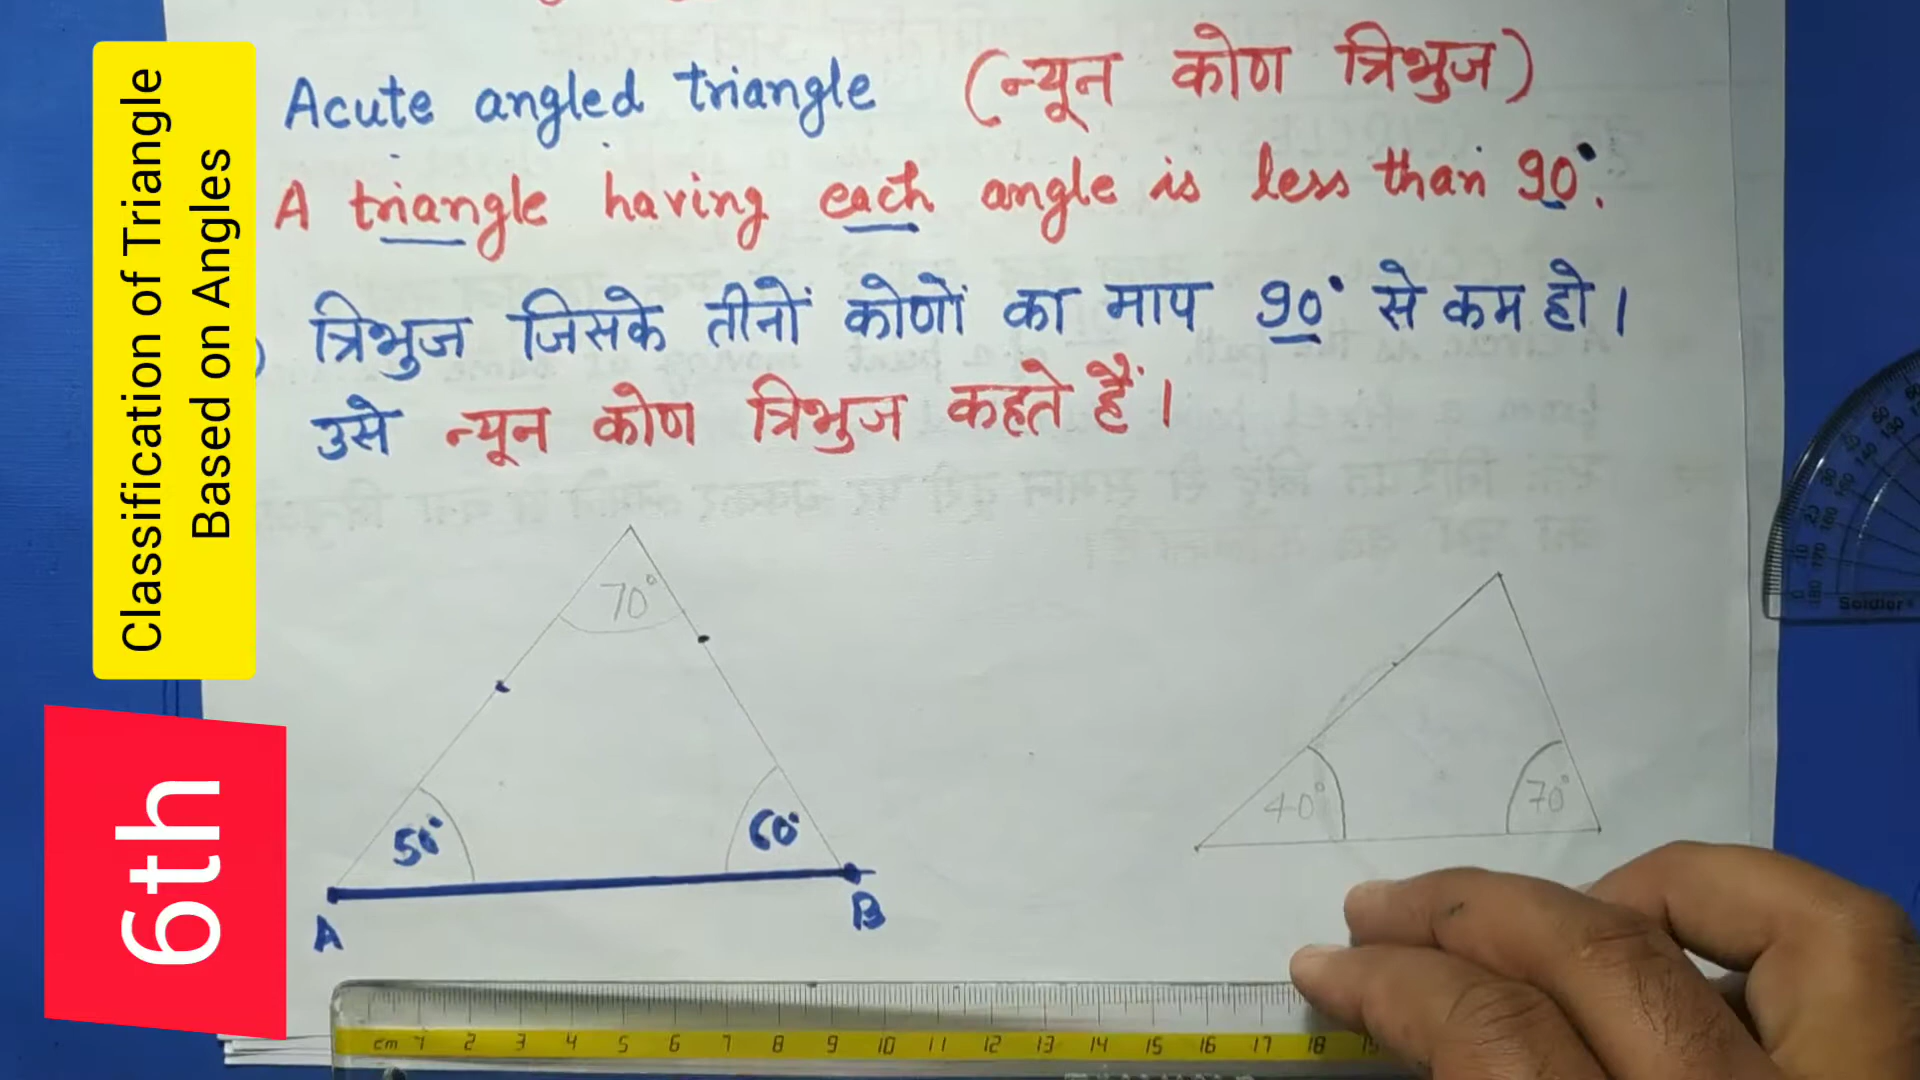 Classification of Triangle
Based on Angles
6th
Acute angled triangle (न्यून कोण त्रिभुज)
A triangle having each angle is less than 90°.
त्रिभुज जिसके तीनों कोणों का माप 90° से कम हो।
उसे न्यून कोण त्रिभुज कहते हैं।
70°
50°
60°
A
B
40°
70°
Soldier
cm 1 2 3 4 5 6 7 8 9 10 11 12 13 14 15 16 17 18